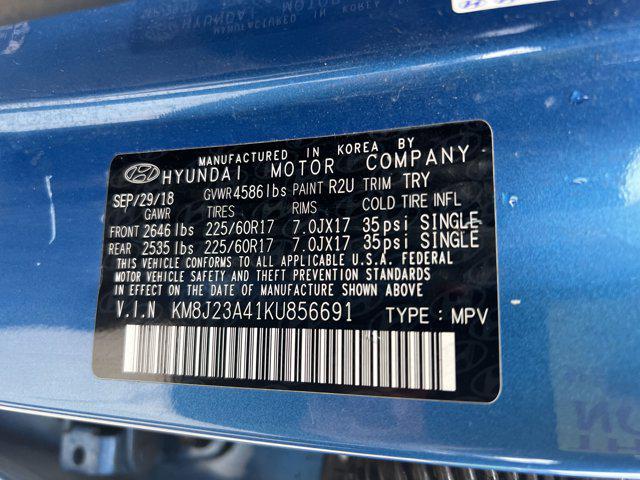 MANUFACTURED IN KOREA BY
HYUNDAI MOTOR COMPANY
SEP/29/18 GVWR 4586 lbs PAINT R2U TRIM TRY
GAWR TIRES RIMS COLD TIRE INFL
FRONT 2646 lbs 225/60R17 7.0JX17 35psi SINGLE
REAR 2535 lbs 225/60R17 7.0JX17 35psi SINGLE
THIS VEHICLE CONFORMS TO ALL APPLICABLE U.S.A. FEDERAL
MOTOR VEHICLE SAFETY AND THEFT PREVENTION STANDARDS
IN EFFECT ON THE DATE OF MANUFACTURE SHOWN ABOVE
V.I.N KM8J23A41KU856691 TYPE : MPV